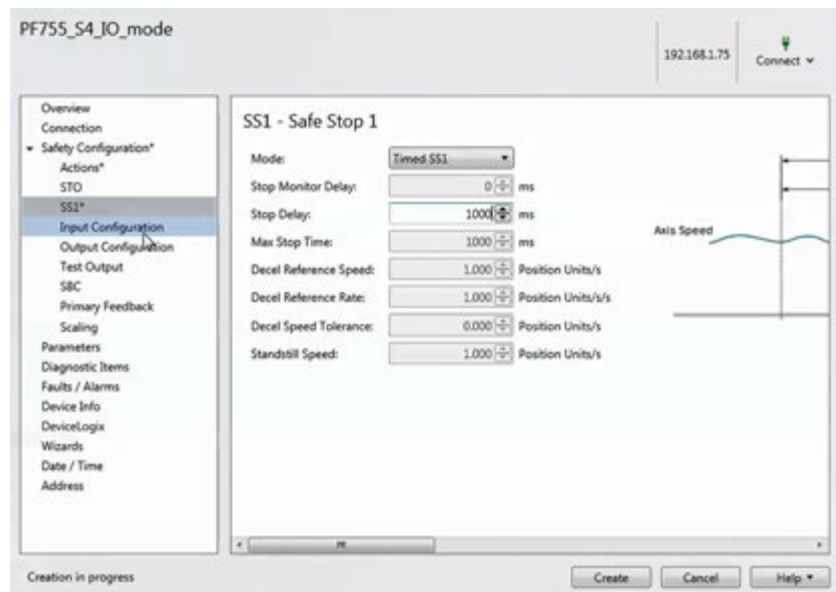 PF755_S4_IO_mode
192.168.1.75
Connect
Overview
Connection
Safety Configuration*
Actions*
STO
SS1*
Input Configuration
Output Configuration
Test Output
SBC
Primary Feedback
Scaling
Parameters
Diagnostic Items
Faults / Alarms
Device Info
DeviceLogix
Wizards
Date / Time
Address
SS1 - Safe Stop 1
Mode: Timed SS1
Stop Monitor Delay: 0 ms
Stop Delay: 1000 ms
Max Stop Time: 1000 ms
Decel Reference Speed: 1.000 Position Units/s
Decel Reference Rate: 1.000 Position Units/s/s
Decel Speed Tolerance: 0.000 Position Units/s
Standstill Speed: 1.000 Position Units/s
Axis Speed
Creation in progress
Create
Cancel
Help